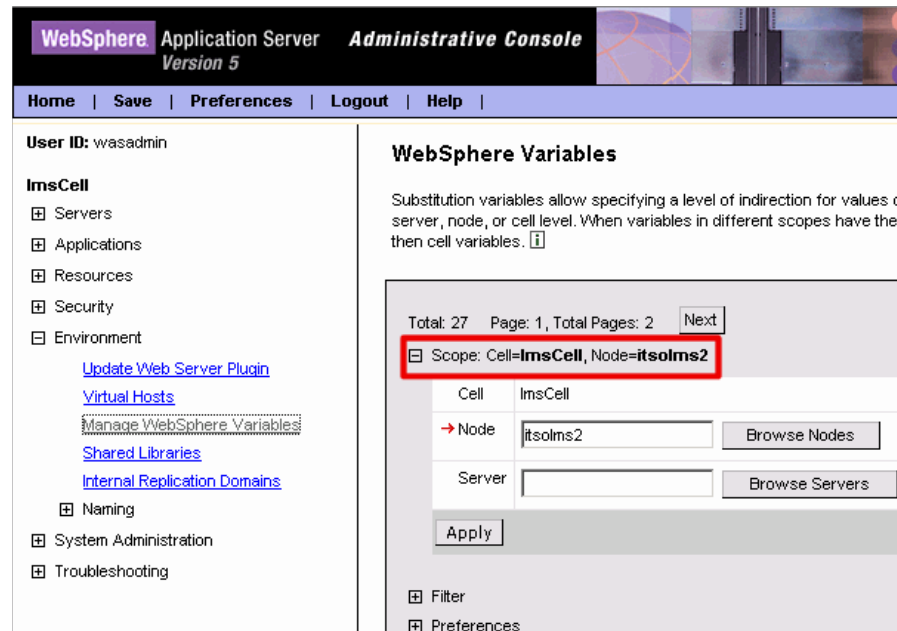 WebSphere. Application Server Administrative Console
Version 5
Home | Save | Preferences | Logout | Help |
User ID: wasadmin
lmsCell
Servers
Applications
Resources
Security
Environment
Update Web Server Plugin
Virtual Hosts
Manage WebSphere Variables
Shared Libraries
Internal Replication Domains
Naming
System Administration
Troubleshooting
WebSphere Variables
Substitution variables allow specifying a level of indirection for values
server, node, or cell level. When variables in different scopes have the
then cell variables. i
Total: 27 Page: 1, Total Pages: 2 Next
Scope: Cell=lmsCell, Node=itsolms2
Cell lmsCell
Node itsolms2 Browse Nodes
Server Browse Servers
Apply
Filter
Preferences